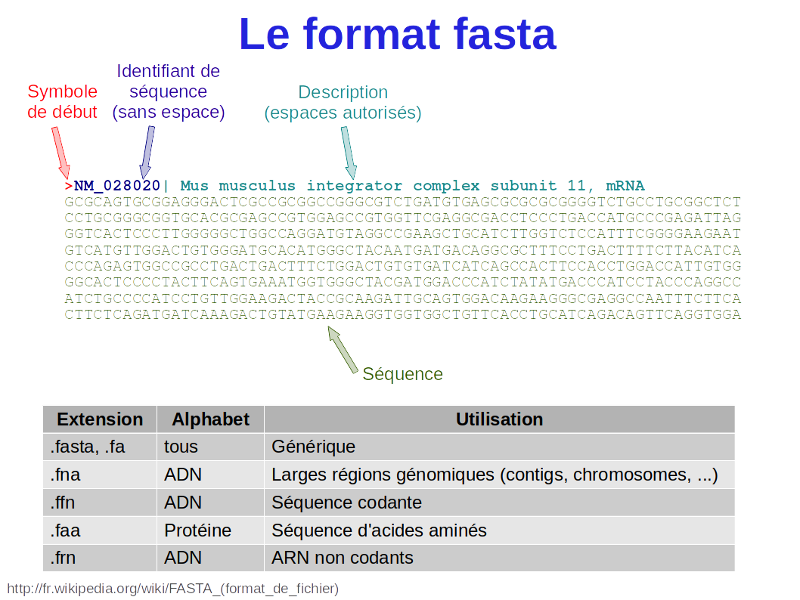 Le format fasta
Symbole
de début
Identifiant de
séquence
(sans espace)
Description
(espaces autorisés)
>NM_028020| Mus musculus integrator complex subunit 11, mRNA
GCGCAGTGCGGAGGGACTCGCCGCGGCCGGGCGTCTGATGTGAGCGCGCGCGGGGTCTGCCTGCGGCTCT
CCTGCGGGCGGTGCACGCGAGCCGTGGAGCCGTGGTTCGAGGCGACCTCCCTGACCATGCCCGAGATTAG
GGTCACTCCCTTGGGGGCTGGCCAGGATGTAGGCCGAAGCTGCATCTTGGTCTCCATTTCGGGGAAGAAT
GTCATGTTGGACTGTGGGATGCACATGGGCTACAATGATGACAGGCGCTTTCCTGACTTTTCTTACATCA
CCCAGAGTGGCCGCCTGACTGACTTTCTGGACTGTGTGATCATCAGCCACTTCCACCTGGACCATTGTGG
GGCACTCCCCTACTTCAGTGAAATGGTGGGCTACGATGGACCCATCTATATGACCCATCCTACCCAGGCC
ATCTGCCCCATCCTGTTGGAAGACTACCGCAAGATTGCAGTGGACAAGAAGGGCGAGGCCAATTTCTTCA
CTTCTCAGATGATCAAAGACTGTATGAAGAAGGTGGTGGCTGTTCACCTGCATCAGACAGTTCAGGTGGA
Séquence
Extension Alphabet Utilisation
.fasta, .fa tous Générique
.fna ADN Larges régions génomiques (contigs, chromosomes, ...)
.ffn ADN Séquence codante
.faa Protéine Séquence d'acides aminés
.frn ADN ARN non codants
http://fr.wikipedia.org/wiki/FASTA_(format_de_fichier)